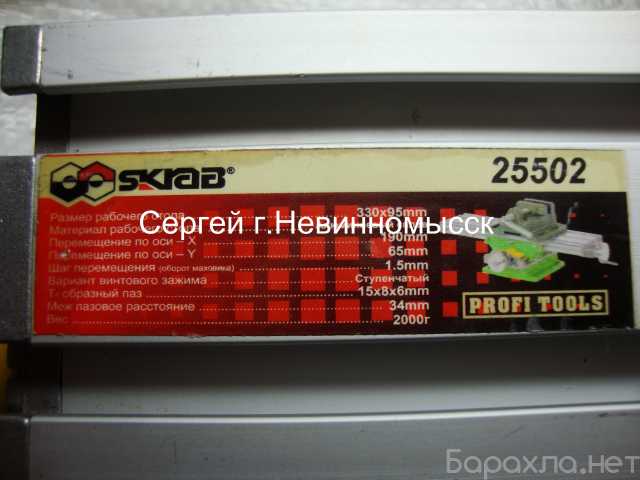 SKRAB®
25502
Размер рабочего стола 330x95mm
Материал рабочего
Сергей г.Невинномысск
Перемещение по оси – X 190mm
Перемещение по оси – Y 65mm
Шаг перемещения (оборот маховика) 1.5mm
Вариант винтового зажима Ступенчатый
Т- образный паз 15x8x6mm
Меж пазовое расстояние 34mm
Вес 2000г
PROFI TOOLS
Барахла.нет